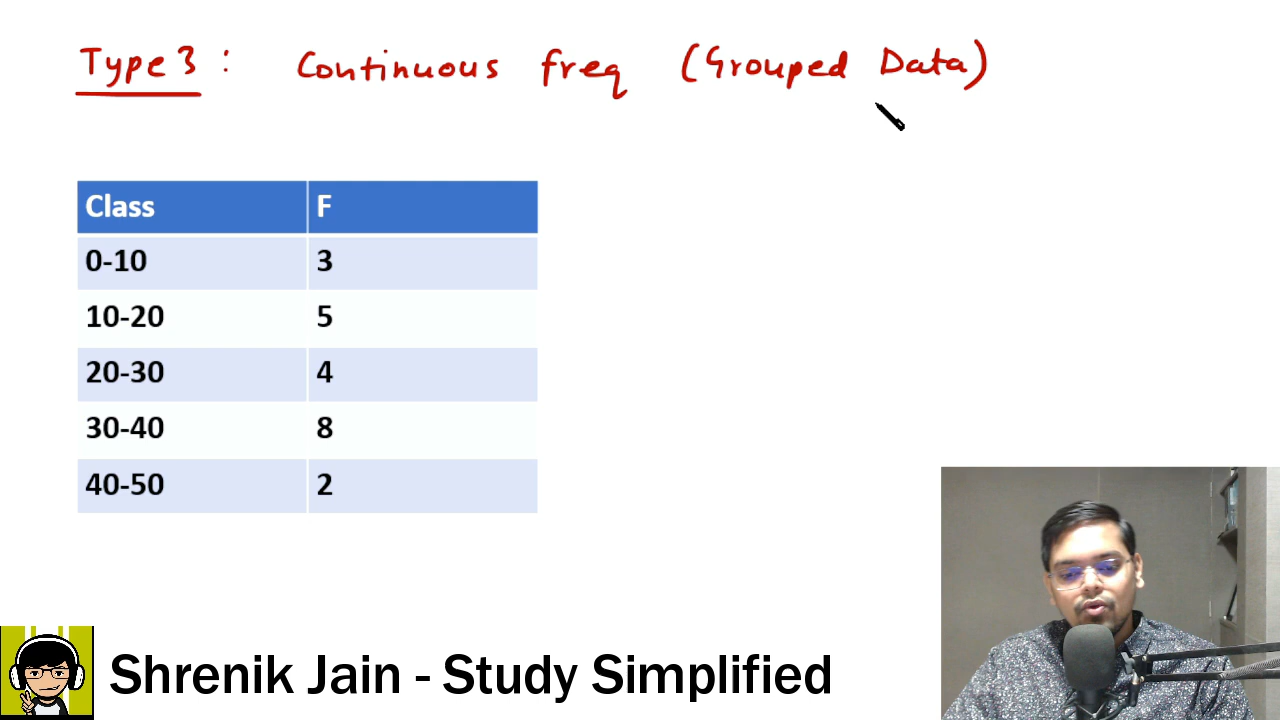 Type 3 : Continuous freq (Grouped Data)
Class F
0-10 3
10-20 5
20-30 4
30-40 8
40-50 2
Shrenik Jain - Study Simplified